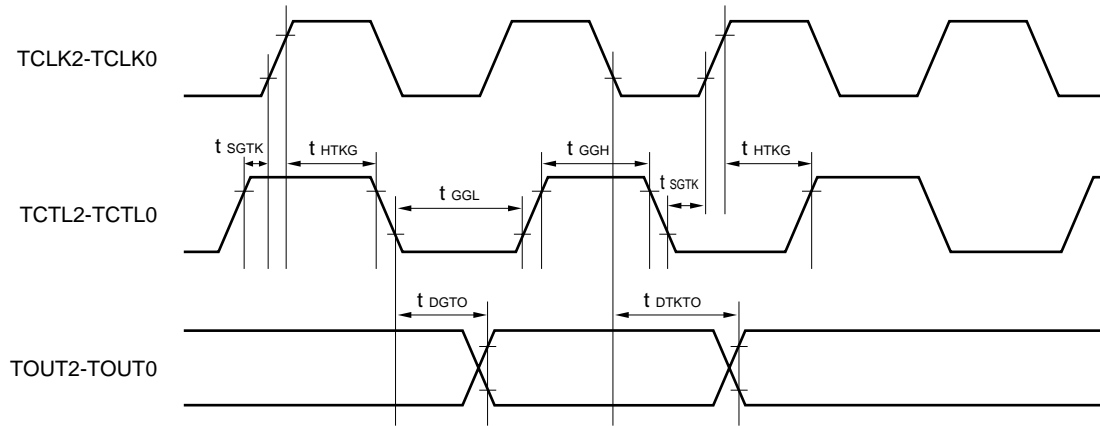 TCLK2-TCLK0
t SGTK
t HTKG
t GGH
t HTKG
t SGTK
t GGL
TCTL2-TCTL0
t DGTO
t DTKTO
TOUT2-TOUT0